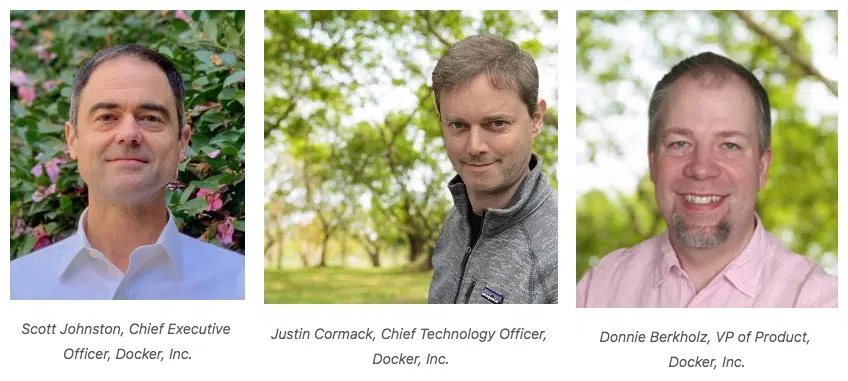 Scott Johnston, Chief Executive
Officer, Docker, Inc.
Justin Cormack, Chief Technology Officer,
Docker, Inc.
Donnie Berkholz, VP of Product,
Docker, Inc.
patagonia